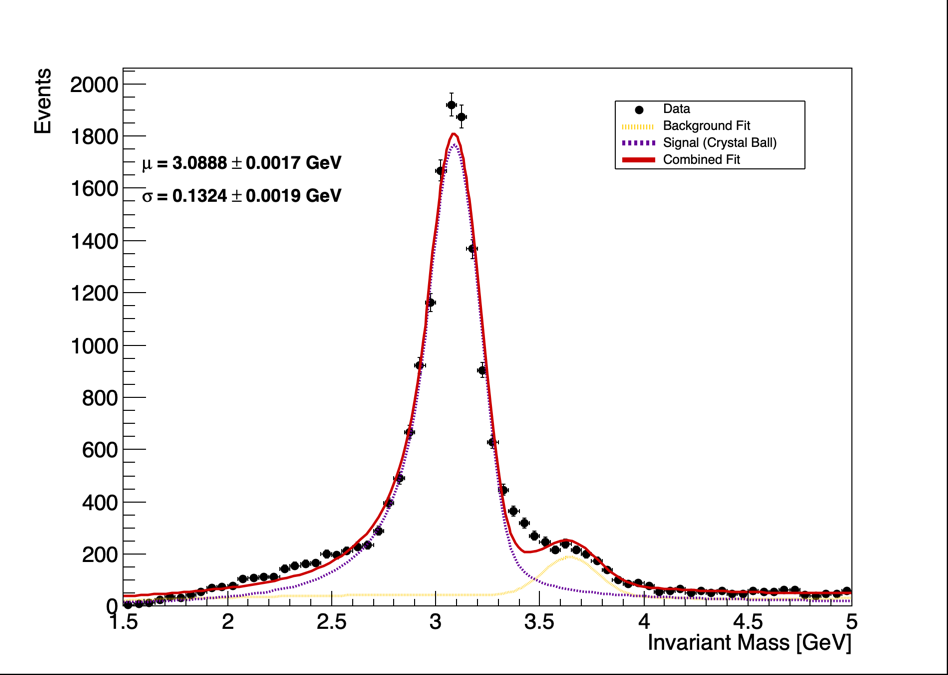 Events
2000
1800
1600
1400
1200
1000
800
600
400
200
0
μ = 3.0888 ± 0.0017 GeV
σ = 0.1324 ± 0.0019 GeV
Data
Background Fit
Signal (Crystal Ball)
Combined Fit
1.5 2 2.5 3 3.5 4 4.5 5
Invariant Mass [GeV]